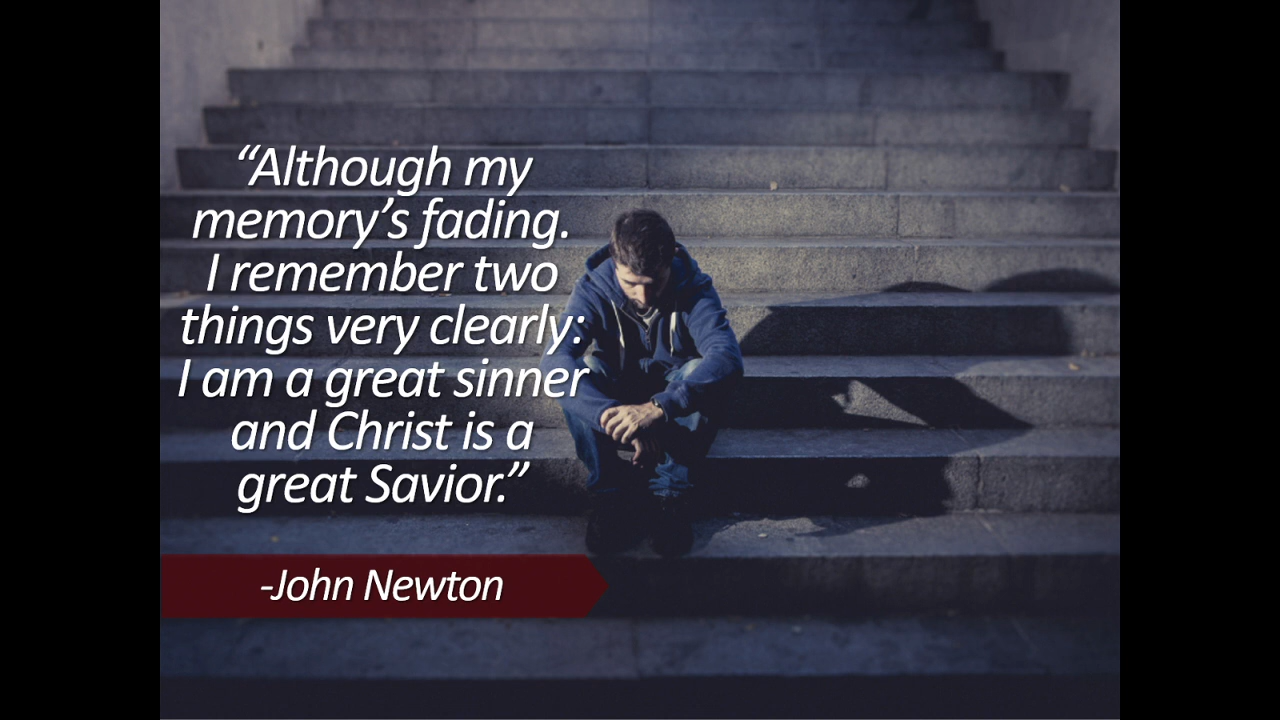 “Although my
memory’s fading.
I remember two
things very clearly:
I am a great sinner
and Christ is a
great Savior.”
-John Newton